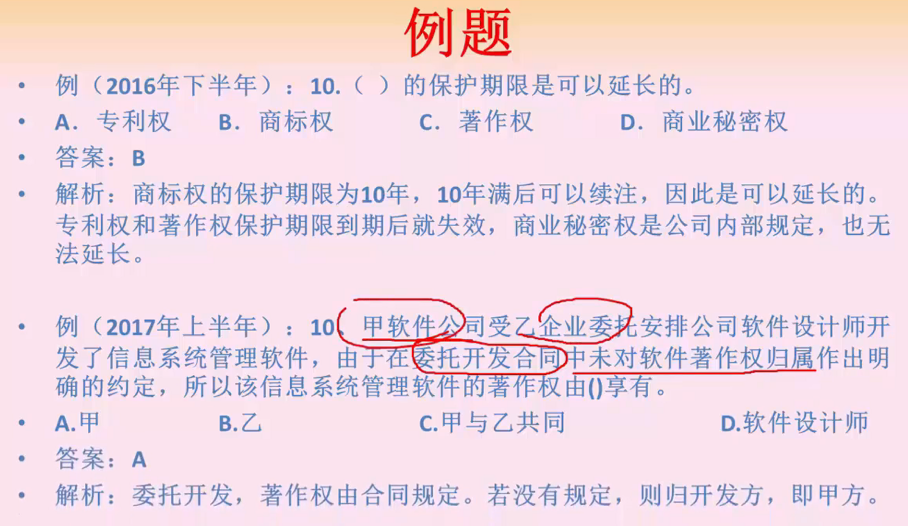 例题
• 例（2016年下半年）：10.（ ）的保护期限是可以延长的。
• A．专利权 B．商标权 C．著作权 D．商业秘密权
• 答案：B
• 解析：商标权的保护期限为10年，10年满后可以续注，因此是可以延长的。
专利权和著作权保护期限到期后就失效，商业秘密权是公司内部规定，也无
法延长。
• 例（2017年上半年）：10、甲软件公司受乙企业委托安排公司软件设计师开
发了信息系统管理软件，由于在委托开发合同中未对软件著作权归属作出明
确的约定，所以该信息系统管理软件的著作权由()享有。
• A.甲 B.乙 C.甲与乙共同 D.软件设计师
• 答案：A
• 解析：委托开发，著作权由合同规定。若没有规定，则归开发方，即甲方。